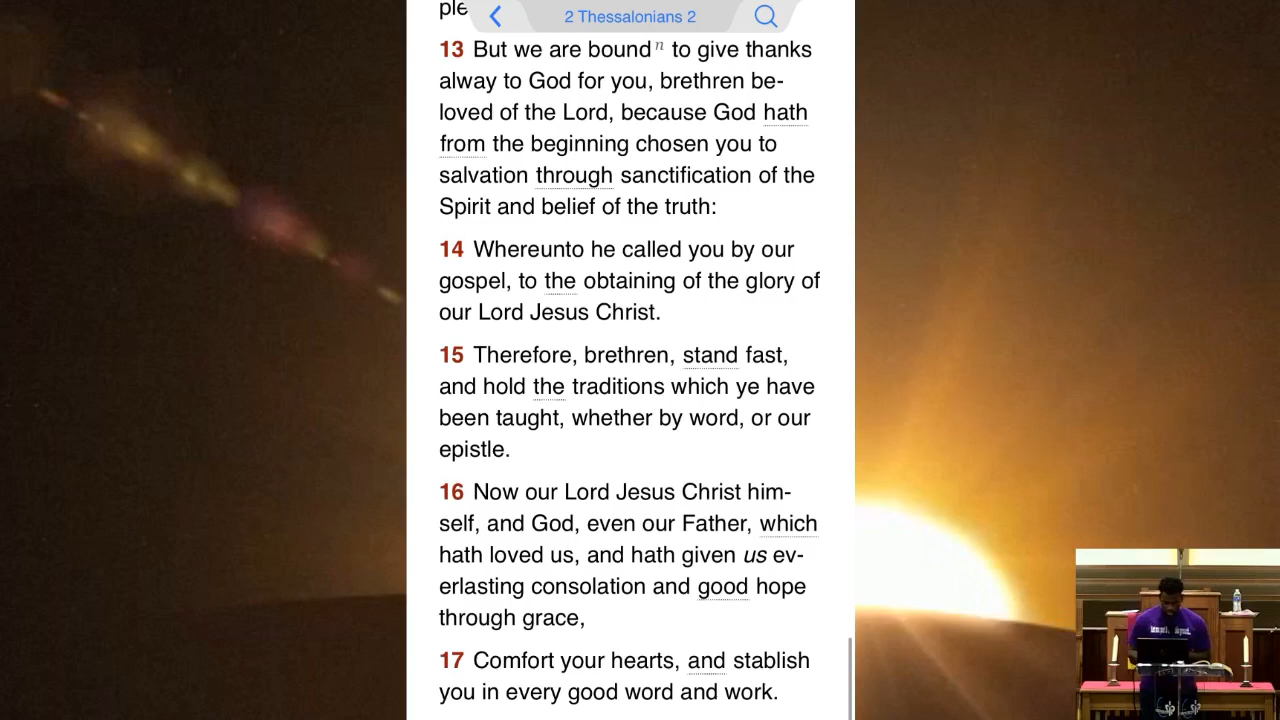 ple
2 Thessalonians 2
13 But we are boundⁿ to give thanks
alway to God for you, brethren be-
loved of the Lord, because God hath
from the beginning chosen you to
salvation through sanctification of the
Spirit and belief of the truth:
14 Whereunto he called you by our
gospel, to the obtaining of the glory of
our Lord Jesus Christ.
15 Therefore, brethren, stand fast,
and hold the traditions which ye have
been taught, whether by word, or our
epistle.
16 Now our Lord Jesus Christ him-
self, and God, even our Father, which
hath loved us, and hath given us ev-
erlasting consolation and good hope
through grace,
17 Comfort your hearts, and stablish
you in every good word and work.